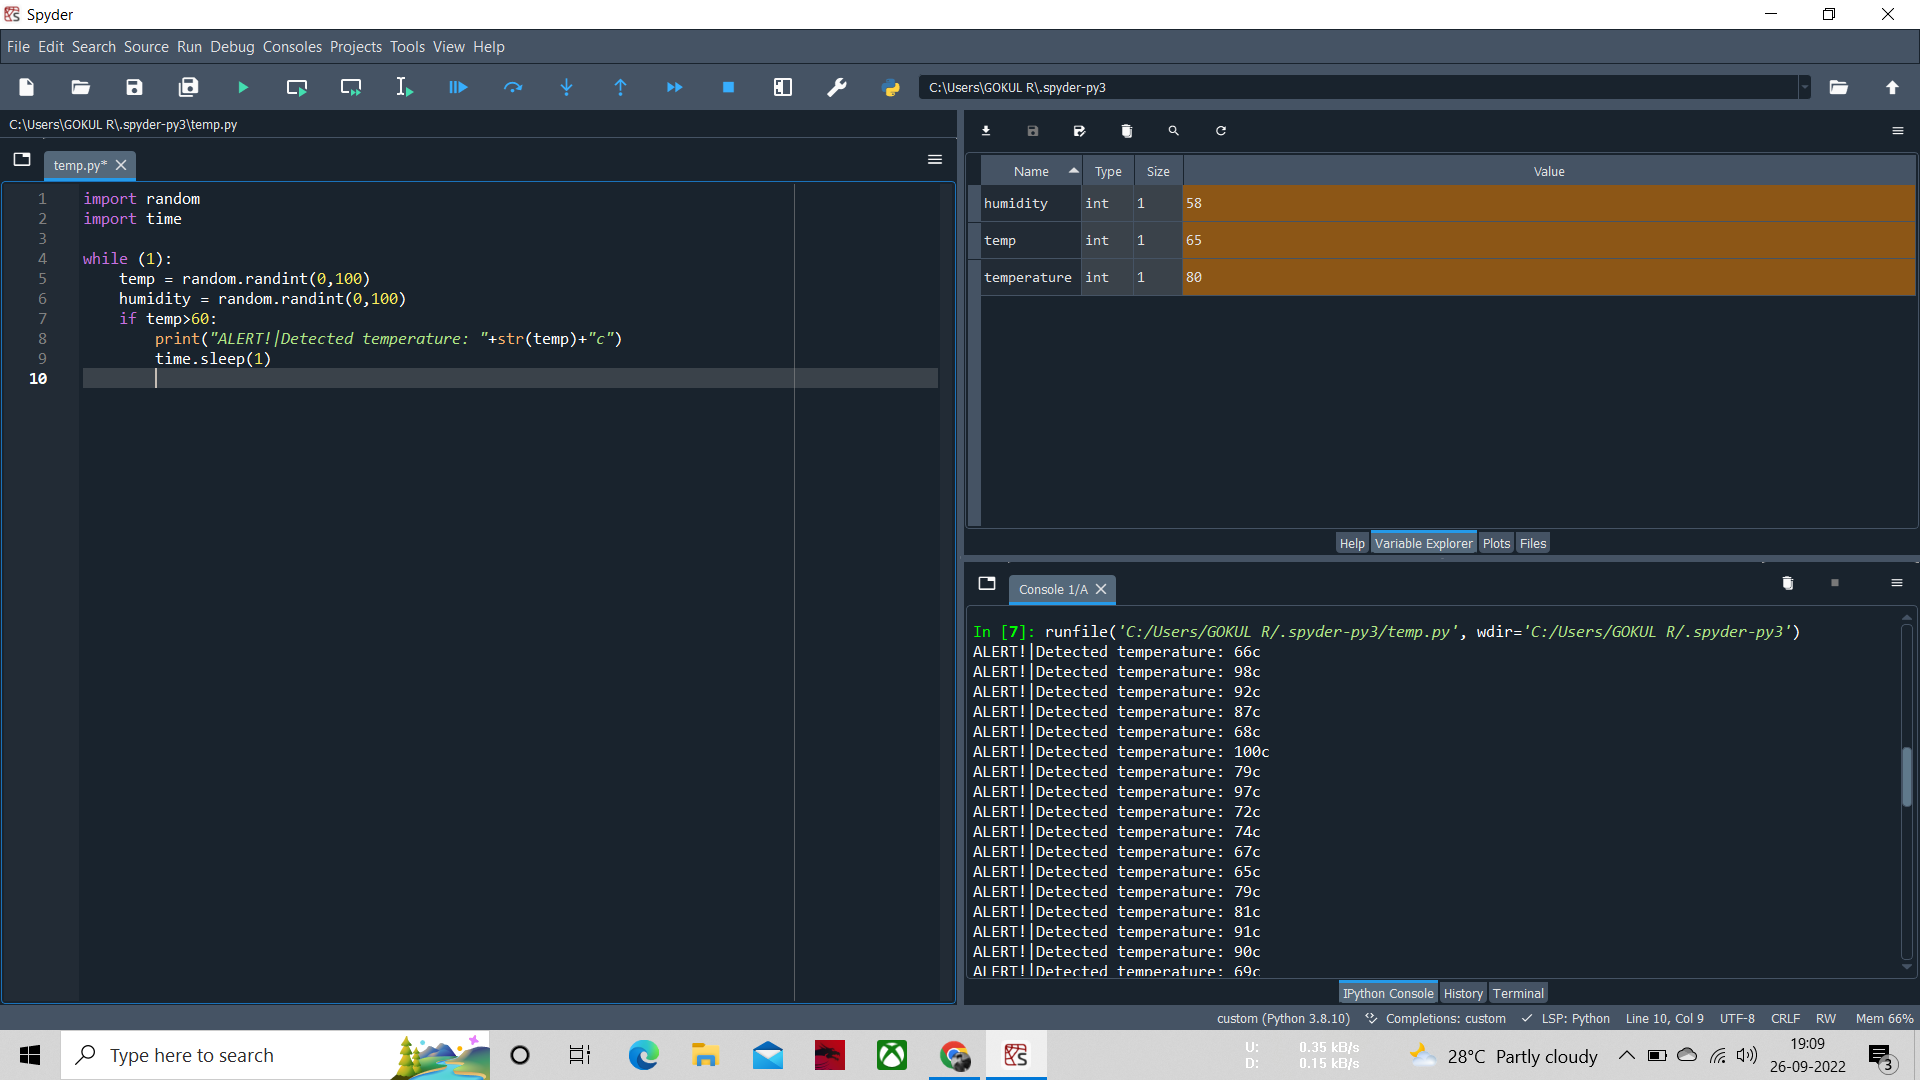 Spyder
File Edit Search Source Run Debug Consoles Projects Tools View Help
C:\Users\GOKUL R\.spyder-py3
C:\Users\GOKUL R\.spyder-py3\temp.py
temp.py*
1 import random
2 import time
3
4 while (1):
5 temp = random.randint(0,100)
6 humidity = random.randint(0,100)
7 if temp>60:
8 print("ALERT!|Detected temperature: "+str(temp)+"c")
9 time.sleep(1)
10
Name Type Size Value
humidity int 1 58
temp int 1 65
temperature int 1 80
Help Variable Explorer Plots Files
Console 1/A
In [7]: runfile('C:/Users/GOKUL R/.spyder-py3/temp.py', wdir='C:/Users/GOKUL R/.spyder-py3')
ALERT!|Detected temperature: 66c
ALERT!|Detected temperature: 98c
ALERT!|Detected temperature: 92c
ALERT!|Detected temperature: 87c
ALERT!|Detected temperature: 68c
ALERT!|Detected temperature: 100c
ALERT!|Detected temperature: 79c
ALERT!|Detected temperature: 97c
ALERT!|Detected temperature: 72c
ALERT!|Detected temperature: 74c
ALERT!|Detected temperature: 67c
ALERT!|Detected temperature: 65c
ALERT!|Detected temperature: 79c
ALERT!|Detected temperature: 81c
ALERT!|Detected temperature: 91c
ALERT!|Detected temperature: 90c
ALERT!|Detected temperature: 69c
IPython Console History Terminal
custom (Python 3.8.10) Completions: custom LSP: Python Line 10, Col 9 UTF-8 CRLF RW Mem 66%
Type here to search
U: 0.35 kB/s
D: 0.15 kB/s
28°C Partly cloudy
19:09
26-09-2022
3